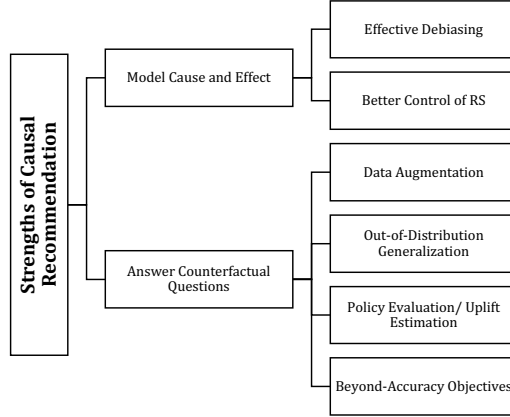 Strengths of Causal
Recommendation
Model Cause and Effect
Effective Debiasing
Better Control of RS
Answer Counterfactual
Questions
Data Augmentation
Out-of-Distribution
Generalization
Policy Evaluation/ Uplift
Estimation
Beyond-Accuracy Objectives